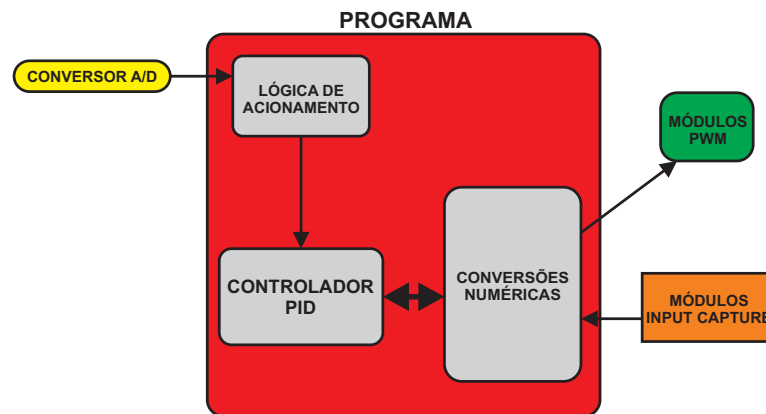 PROGRAMA
CONVERSOR A/D
LÓGICA DE
ACIONAMENTO
MÓDULOS
PWM
CONTROLADOR
PID
CONVERSÕES
NUMÉRICAS
MÓDULOS
INPUT CAPTURE